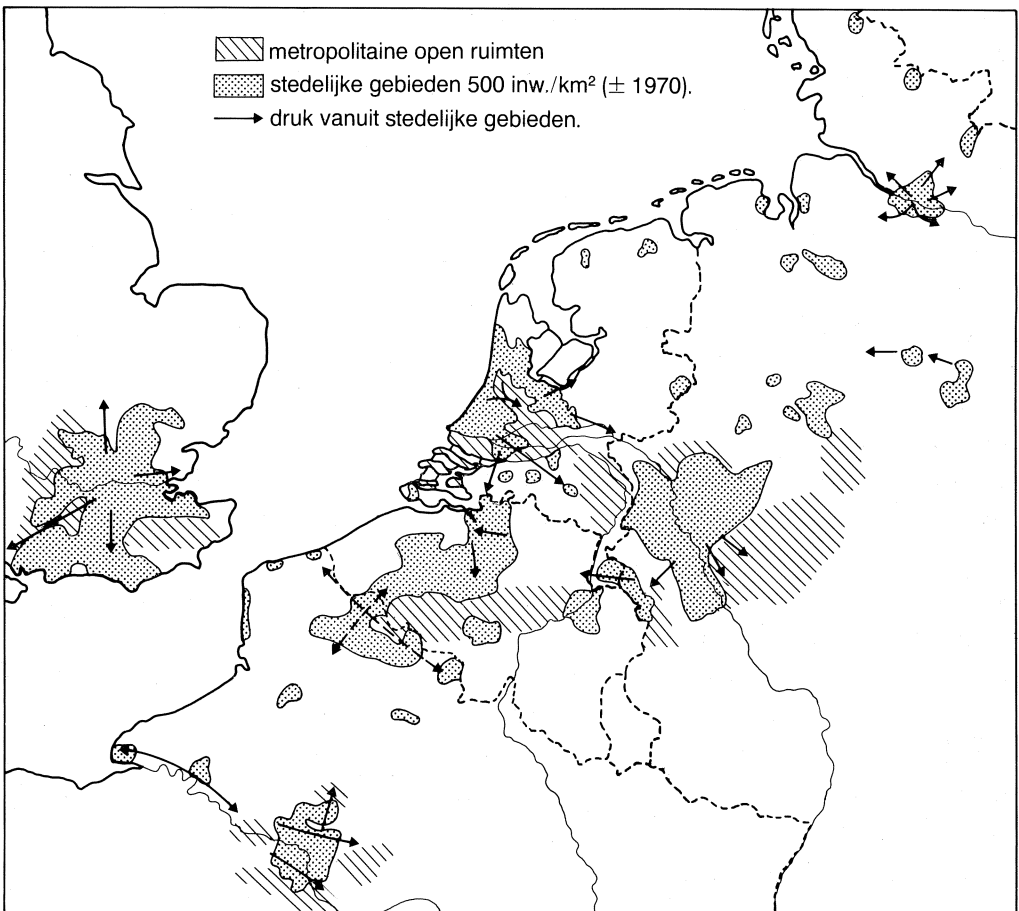 metropolitaine open ruimten
stedelijke gebieden 500 inw./km² (± 1970).
druk vanuit stedelijke gebieden.